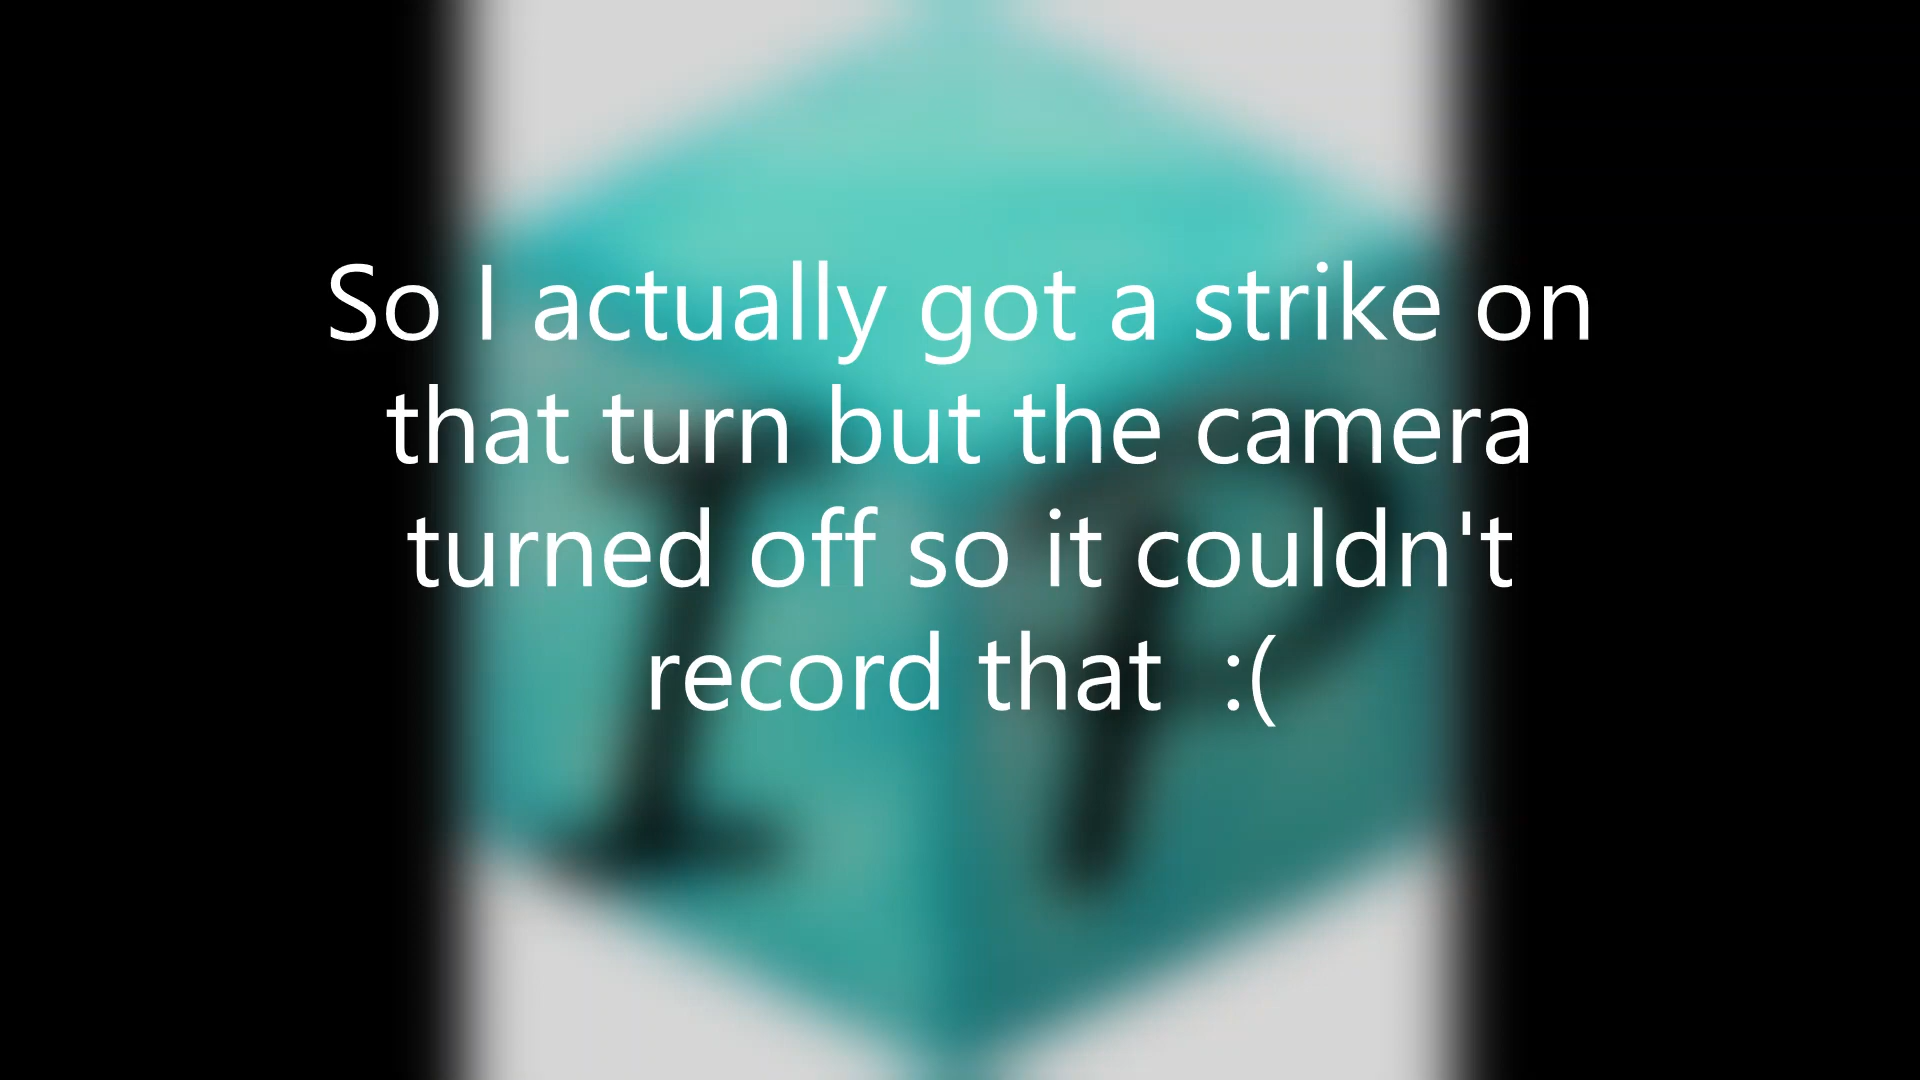 So I actually got a strike on
that turn but the camera
turned off so it couldn't
record that  :(
I P